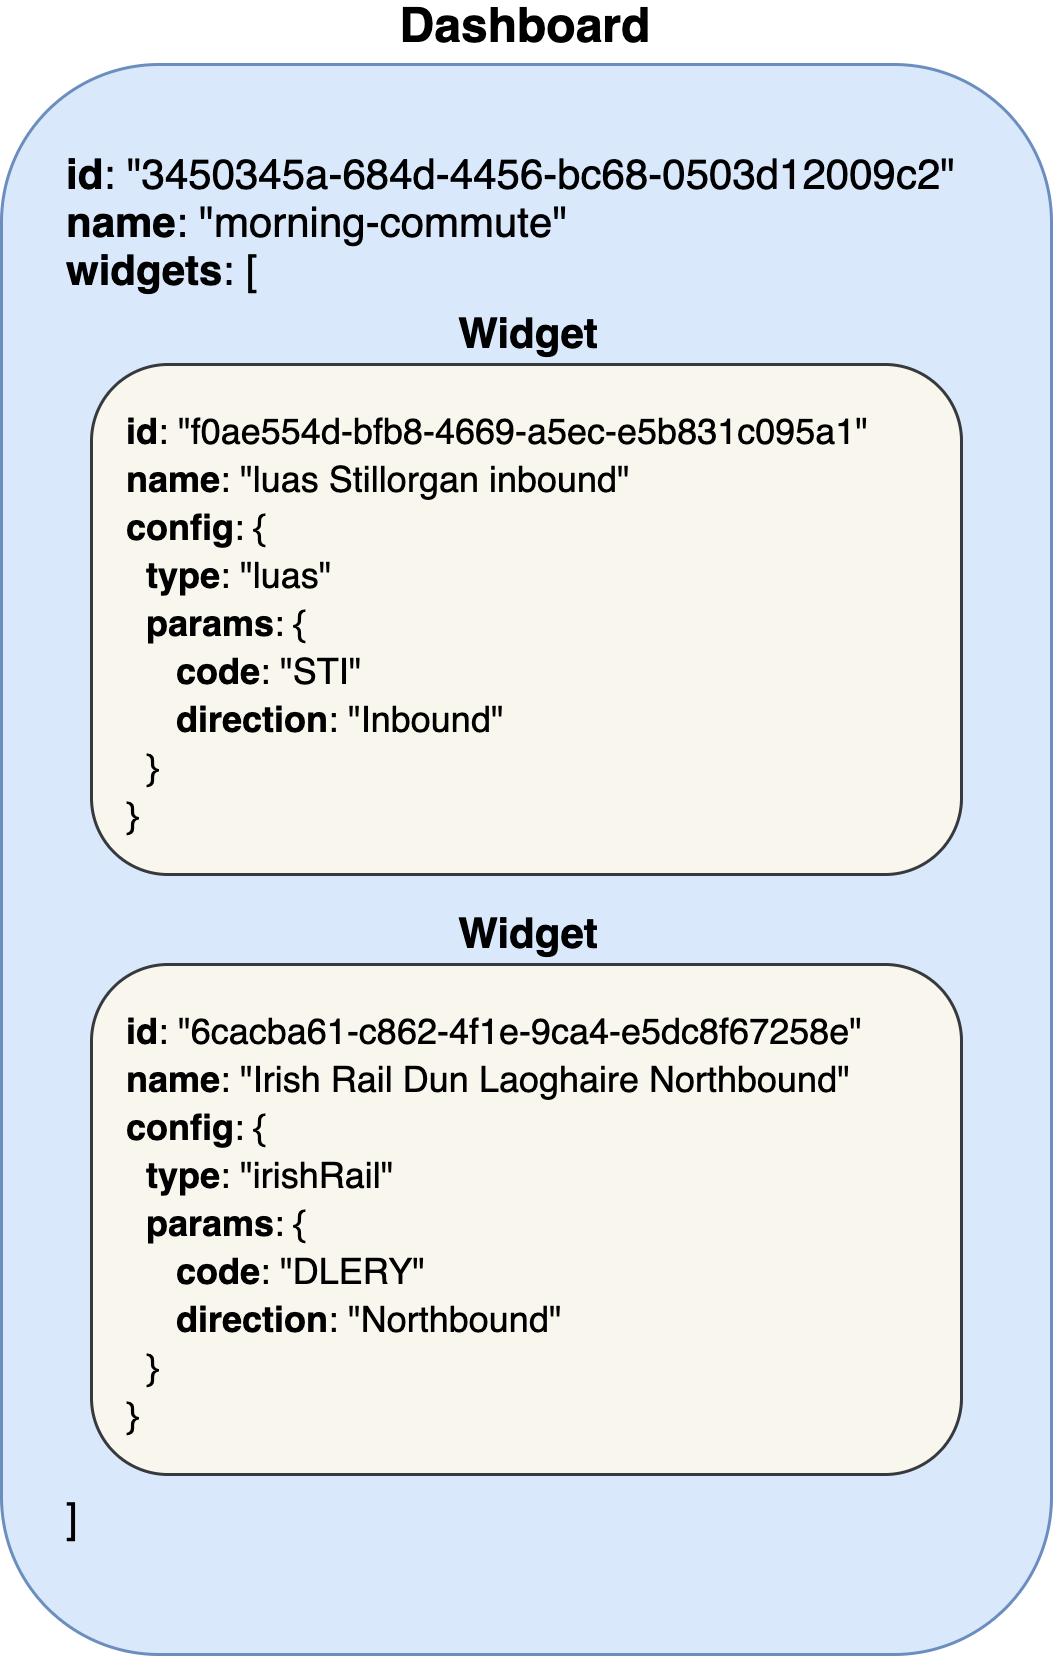 Dashboard
id: "3450345a-684d-4456-bc68-0503d12009c2"
name: "morning-commute"
widgets: [
Widget
id: "f0ae554d-bfb8-4669-a5ec-e5b831c095a1"
name: "luas Stillorgan inbound"
config: {
type: "luas"
params: {
code: "STI"
direction: "Inbound"
}
}
Widget
id: "6cacba61-c862-4f1e-9ca4-e5dc8f67258e"
name: "Irish Rail Dun Laoghaire Northbound"
config: {
type: "irishRail"
params: {
code: "DLERY"
direction: "Northbound"
}
}
]